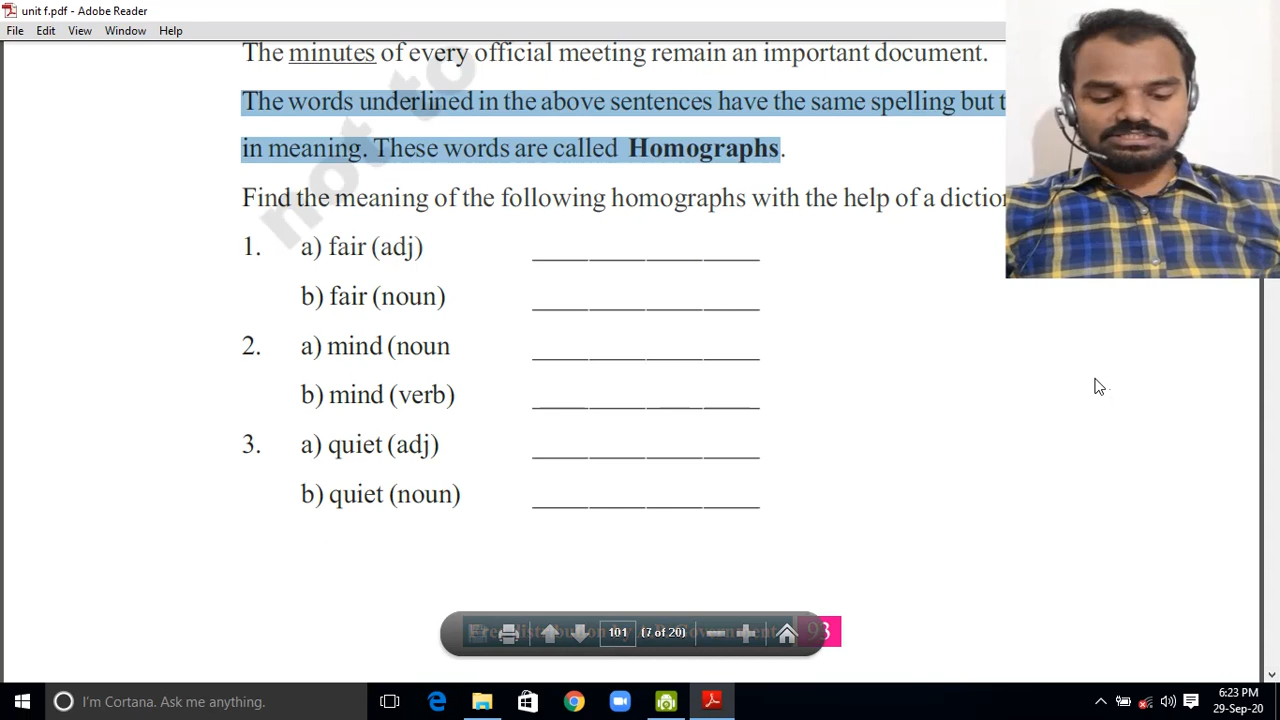 unit f.pdf - Adobe Reader
File Edit View Window Help
The minutes of every official meeting remain an important document.
The words underlined in the above sentences have the same spelling but
in meaning. These words are called Homographs.
not to
Find the meaning of the following homographs with the help of a
1. a) fair (adj)
b) fair (noun)
2. a) mind (noun
b) mind (verb)
3. a) quiet (adj)
b) quiet (noun)
101 (7 of 20) 93
I'm Cortana. Ask me anything.
6:23 PM
29-Sep-20